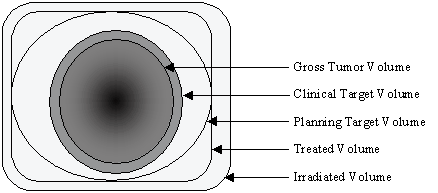 Gross Tumor Volume
Clinical Target Volume
Planning Target Volume
Treated Volume
Irradiated Volume